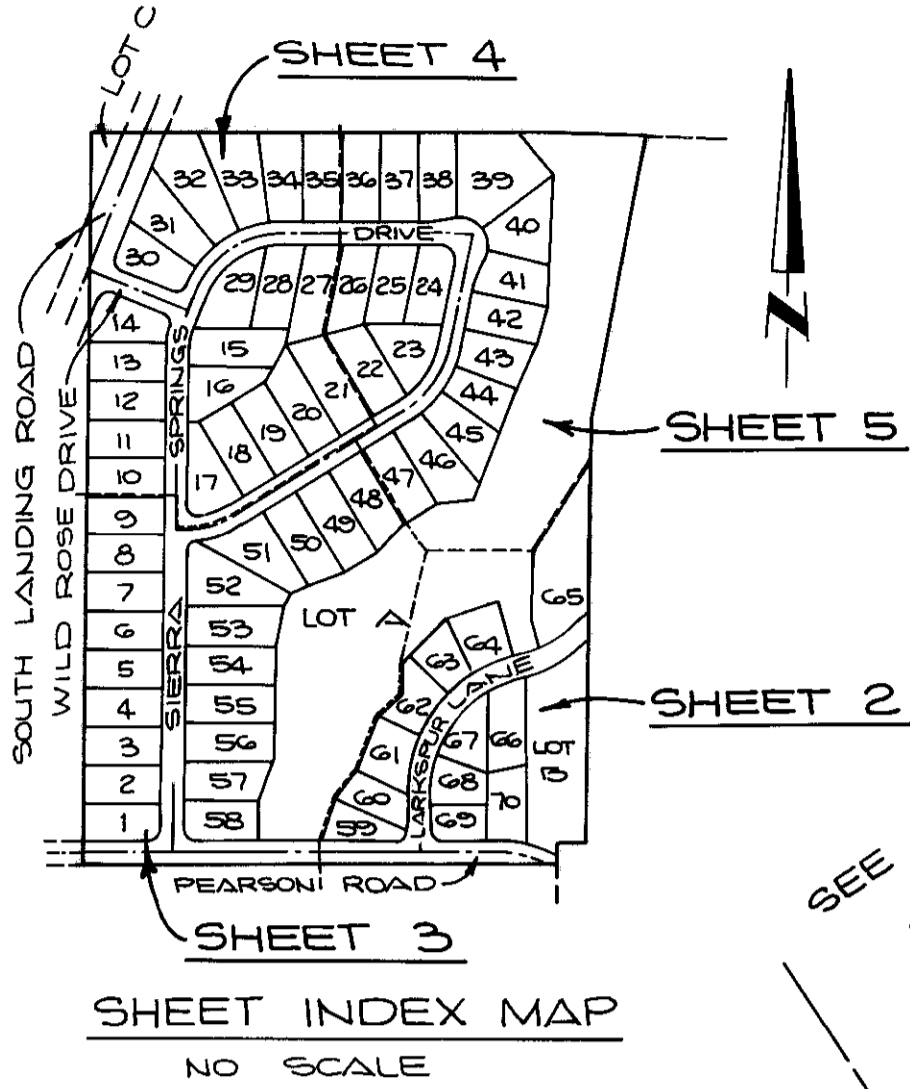 LOT C
SHEET 4
32 33 34 35 36 37 38 39
31
40
30
DRIVE
29 28 27 26 25 24
41
14
42
15
23
43
13
22
16
21
44
12
20
45
19
11
18
46
10
17
47
48
9
49
50
51
8
52
7
65
LOT A
6
53
64
5
54
63
4
55
62
3
56
61
67
66
LOT
B
2
57
60
68
70
1
58
59
69
SPRINGS
SIERRA
SOUTH LANDING ROAD
WILD ROSE DRIVE
LARKSPUR LANE
N
SHEET 5
SHEET 2
PEARSON ROAD
SHEET 3
SEE
SHEET INDEX MAP
NO SCALE